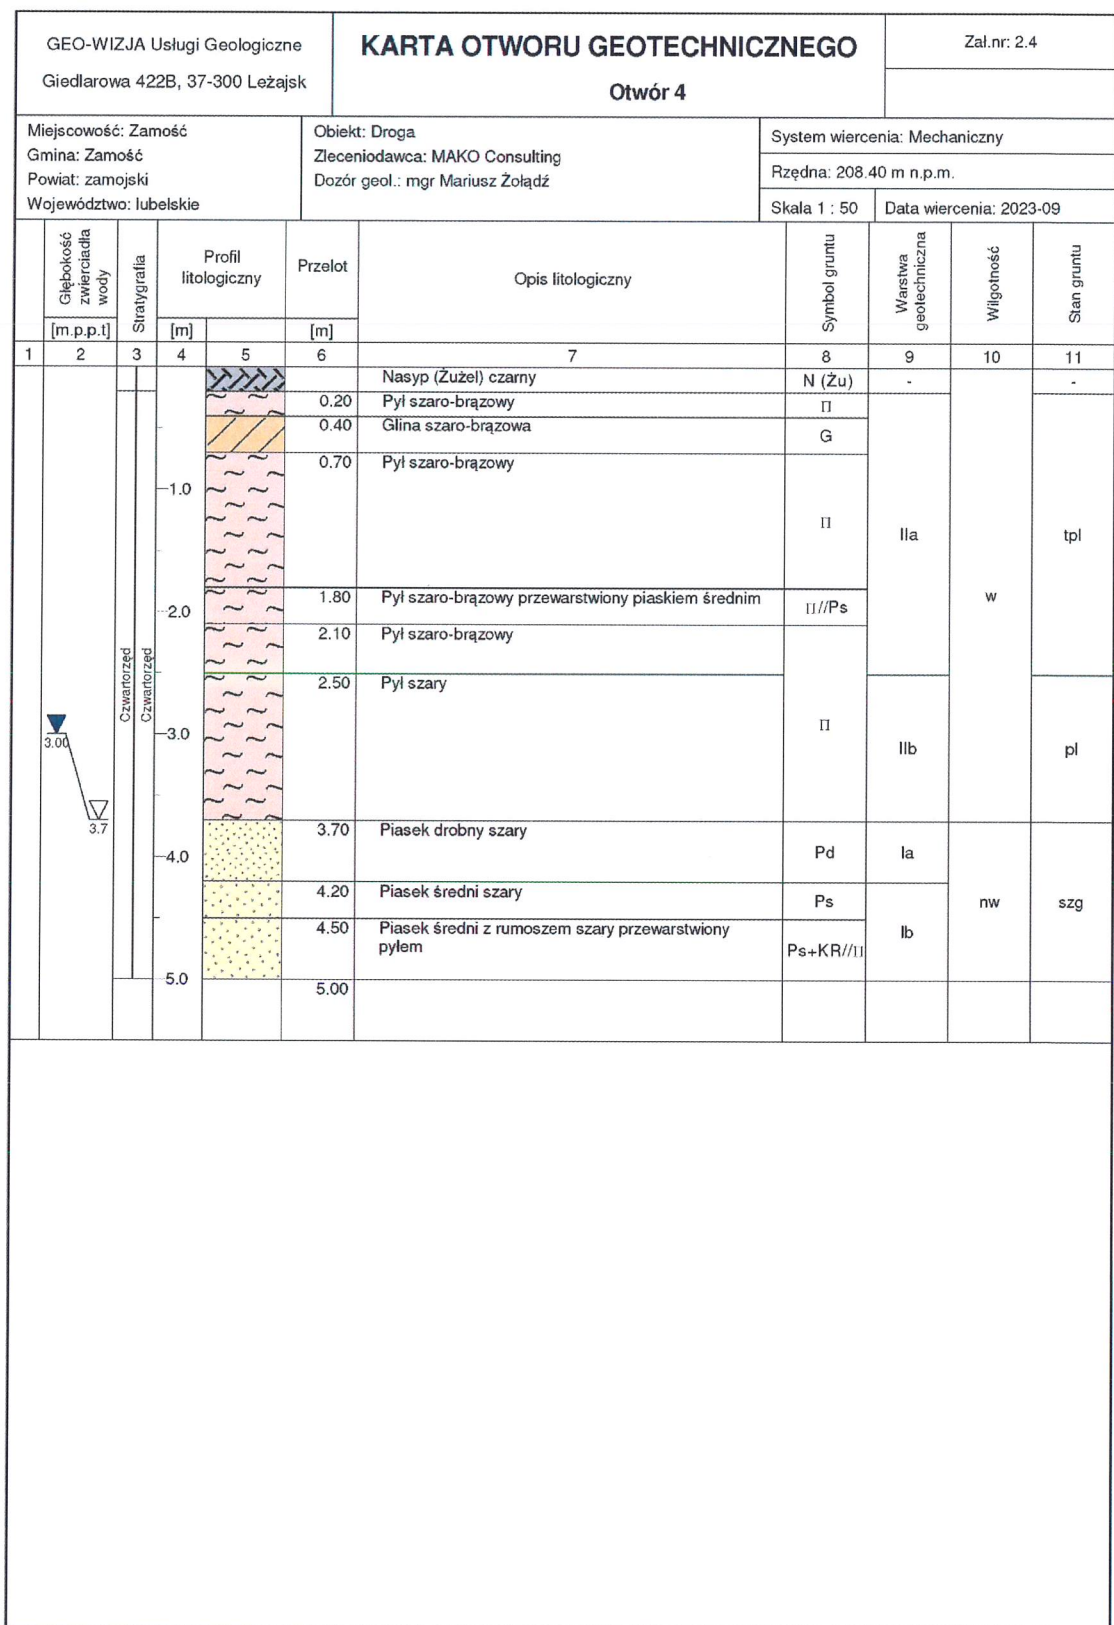 GEO-WIZJA Usługi Geologiczne
Giedlarowa 422B, 37-300 Leżajsk
KARTA OTWORU GEOTECHNICZNEGO
Otwór 4
Zał.nr: 2.4
Miejscowość: Zamość
Gmina: Zamość
Powiat: zamojski
Województwo: lubelskie
Obiekt: Droga
Zleceniodawca: MAKO Consulting
Dozór geol.: mgr Mariusz Żołądź
System wiercenia: Mechaniczny
Rzędna: 208.40 m n.p.m.
Skala 1 : 50
Data wiercenia: 2023-09
Głębokość
zwierciadła
wody
[m.p.p.t]
Stratygrafia
Profil
litologiczny
[m]
Przelot
[m]
Opis litologiczny
Symbol gruntu
Warstwa
geotechniczna
Wilgotność
Stan gruntu
1 2 3 4 5 6 7 8 9 10 11
Nasyp (Żużel) czarny N (Żu) - -
0.20 Pył szaro-brązowy Π
0.40 Glina szaro-brązowa G
0.70 Pył szaro-brązowy
1.0
Π IIa tpl
1.80 Pył szaro-brązowy przewarstwiony piaskiem średnim Π//Ps w
2.0
2.10 Pył szaro-brązowy
Czwartorzęd
Czwartorzęd
2.50 Pył szary
Π
3.00
3.0
IIb pl
3.7
3.70 Piasek drobny szary
4.0
Pd Ia
4.20 Piasek średni szary Ps nw szg
4.50 Piasek średni z rumoszem szary przewarstwiony
pyłem
Ps+KR//Π Ib
5.0
5.00